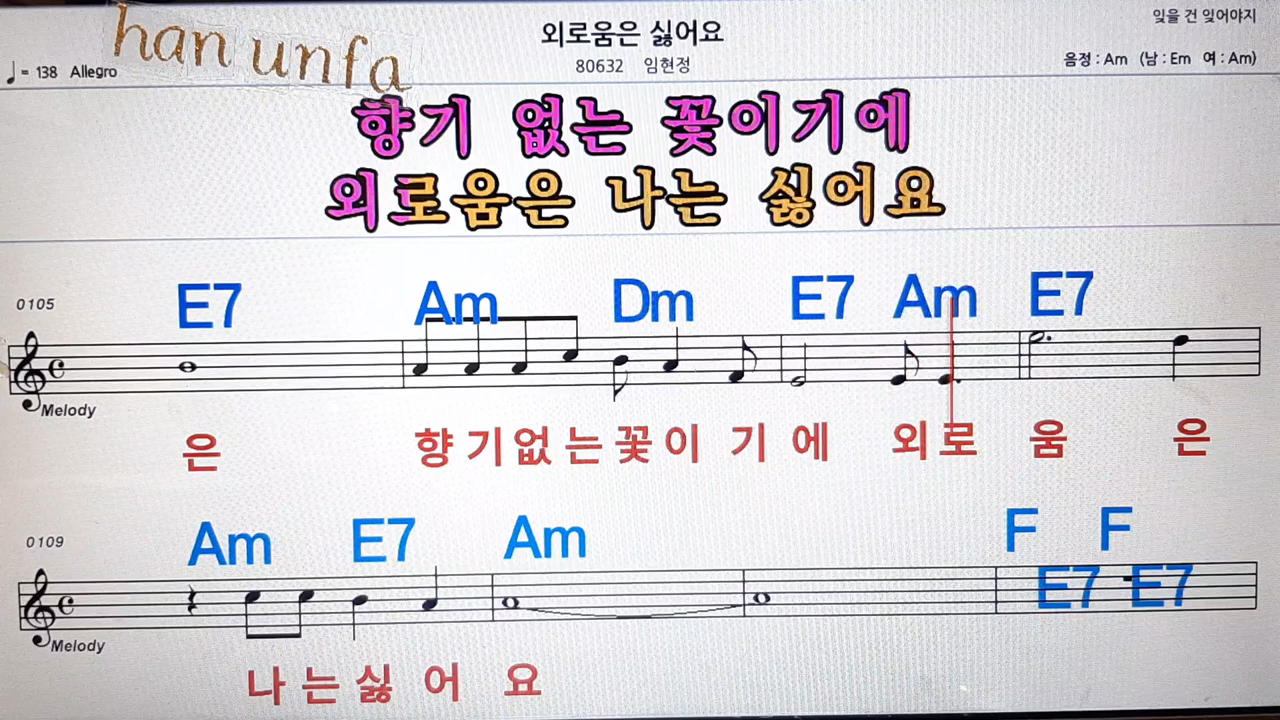 han unfa
외로움은 싫어요
잊을 건 잊어야지
80632 임현정
♩= 138 Allegro
음정 : Am (남 : Em 여 : Am)
향기 없는 꽃이기에
외로움은 나는 싫어요
0105
E7 Am Dm E7 Am E7
Melody
은 향 기 없 는 꽃 이 기 에 외 로 움 은
0109
Am E7 Am F F
E7 E7
Melody
나 는 싫 어 요